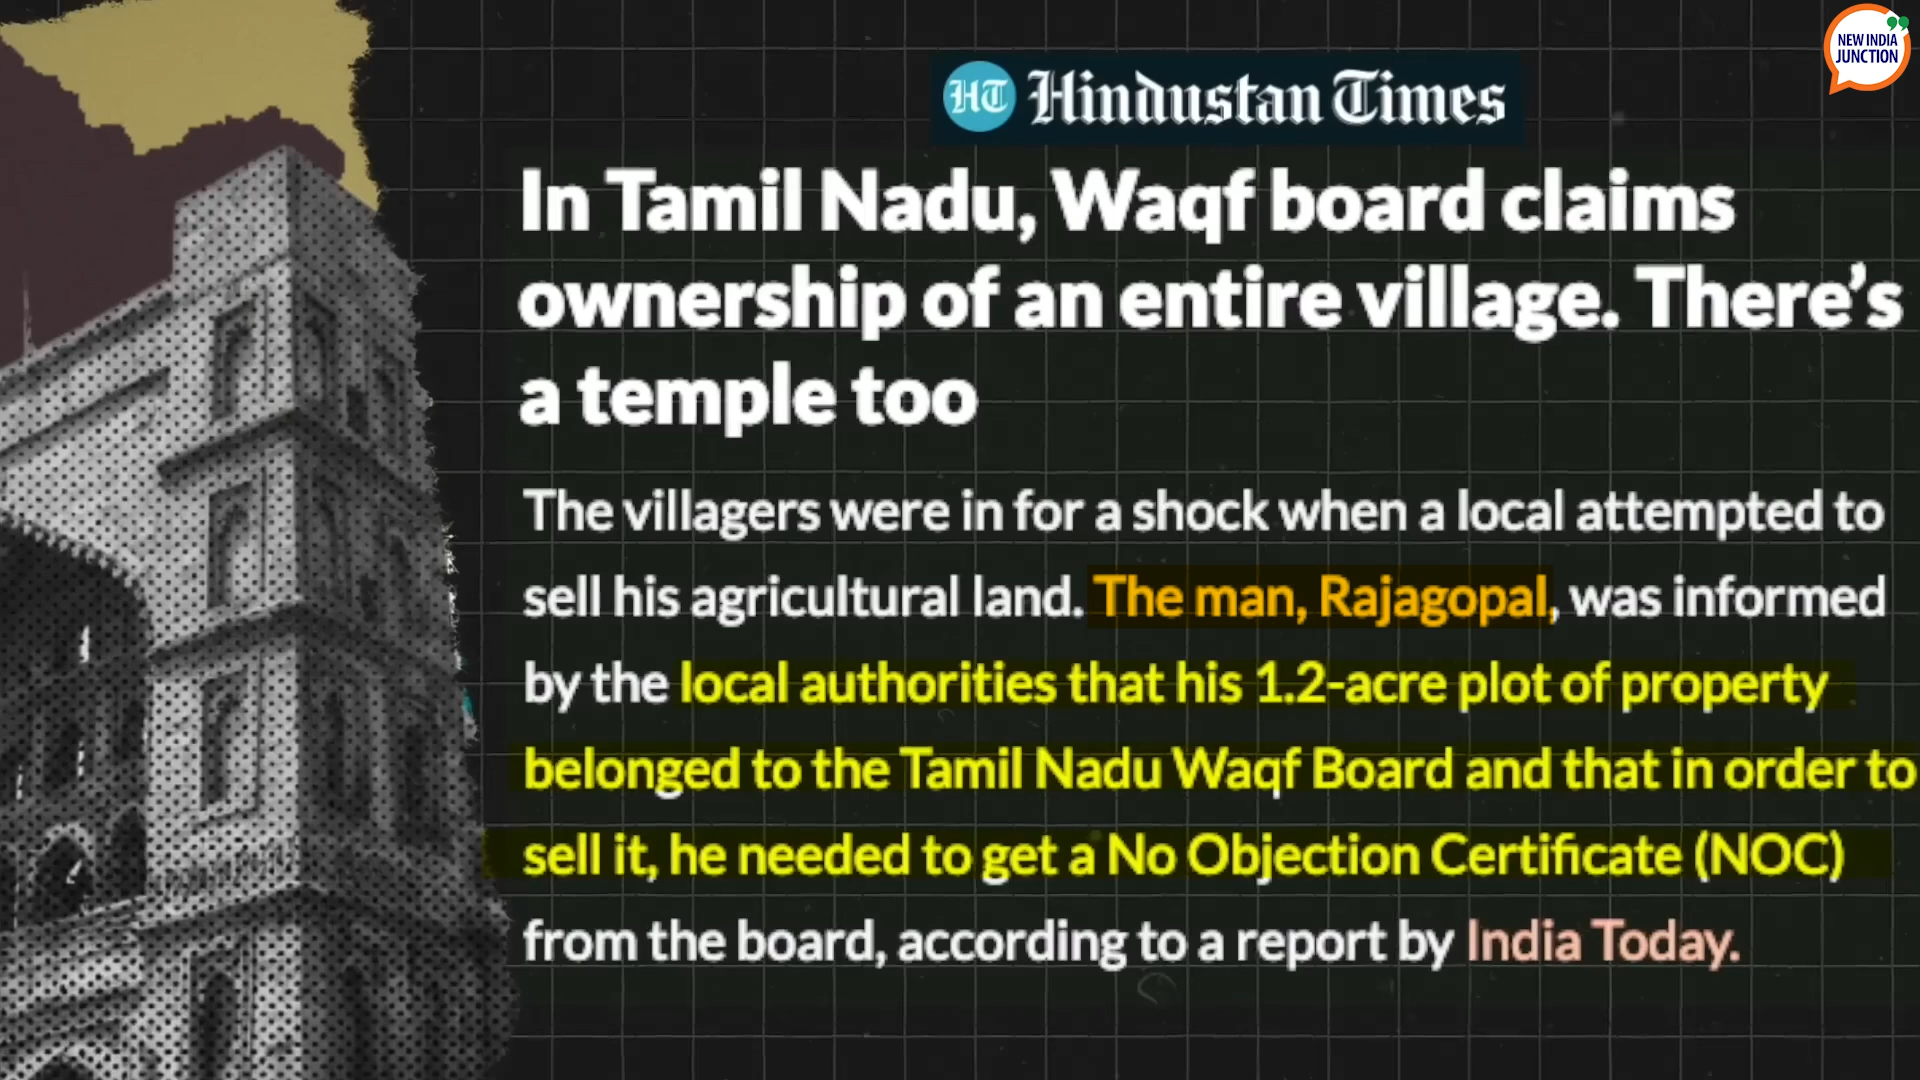 NEW INDIA
JUNCTION
HT Hindustan Times
In Tamil Nadu, Waqf board claims
ownership of an entire village. There's
a temple too
The villagers were in for a shock when a local attempted to
sell his agricultural land. The man, Rajagopal, was informed
by the local authorities that his 1.2-acre plot of property
belonged to the Tamil Nadu Waqf Board and that in order to
sell it, he needed to get a No Objection Certificate (NOC)
from the board, according to a report by India Today.